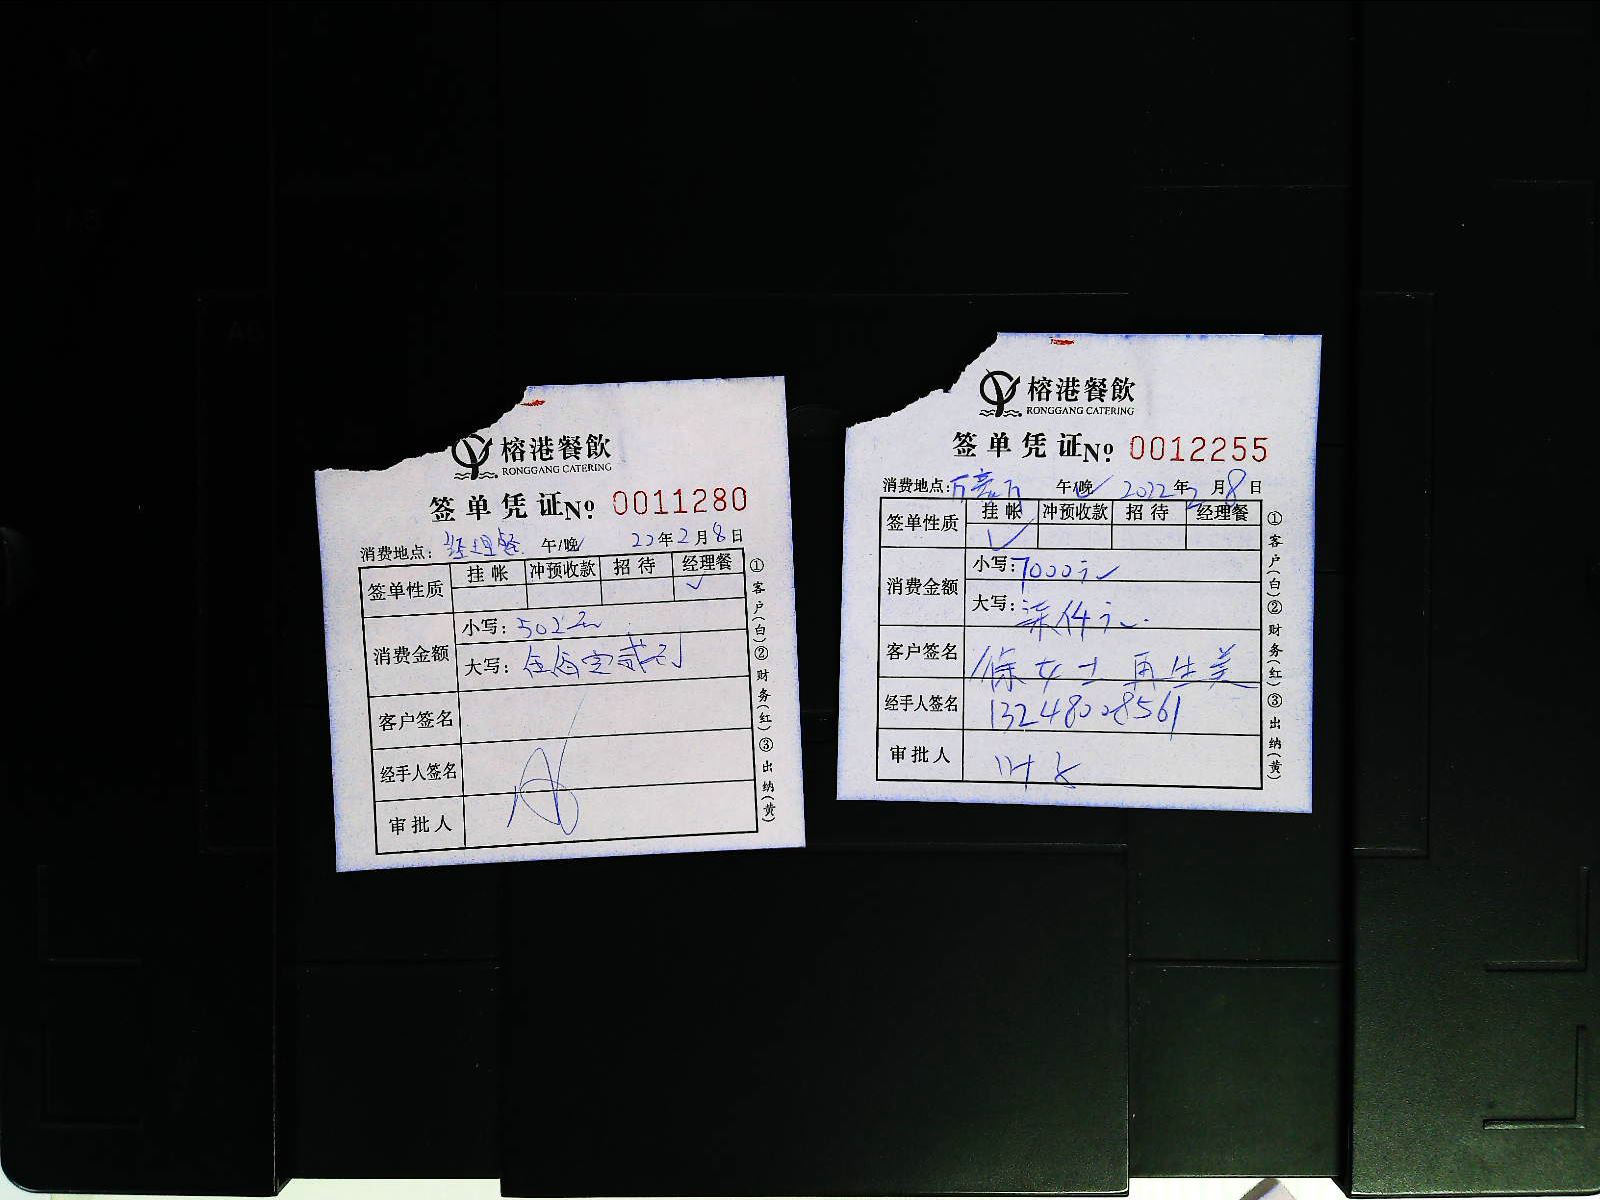 榕港餐飲
RONGGANG CATERING
签单凭证№ 0011280
消费地点：经理餐 午/晚✓ 22年2月8日
签单性质 挂帐 冲预收款 招待 经理餐
✓
消费金额 小写：502元
大写：伍佰零贰
客户签名
经手人签名
审批人
①客户(白)②财务(红)③出纳(黄)
榕港餐飲
RONGGANG CATERING
签单凭证№ 0012255
消费地点： 午/晚✓ 2022年2月8日
签单性质 挂帐 冲预收款 招待 经理餐
✓
消费金额 小写：7000元
大写：柒仟元
客户签名 徐女士
经手人签名 13248008561
审批人 叶
①客户(白)②财务(红)③出纳(黄)